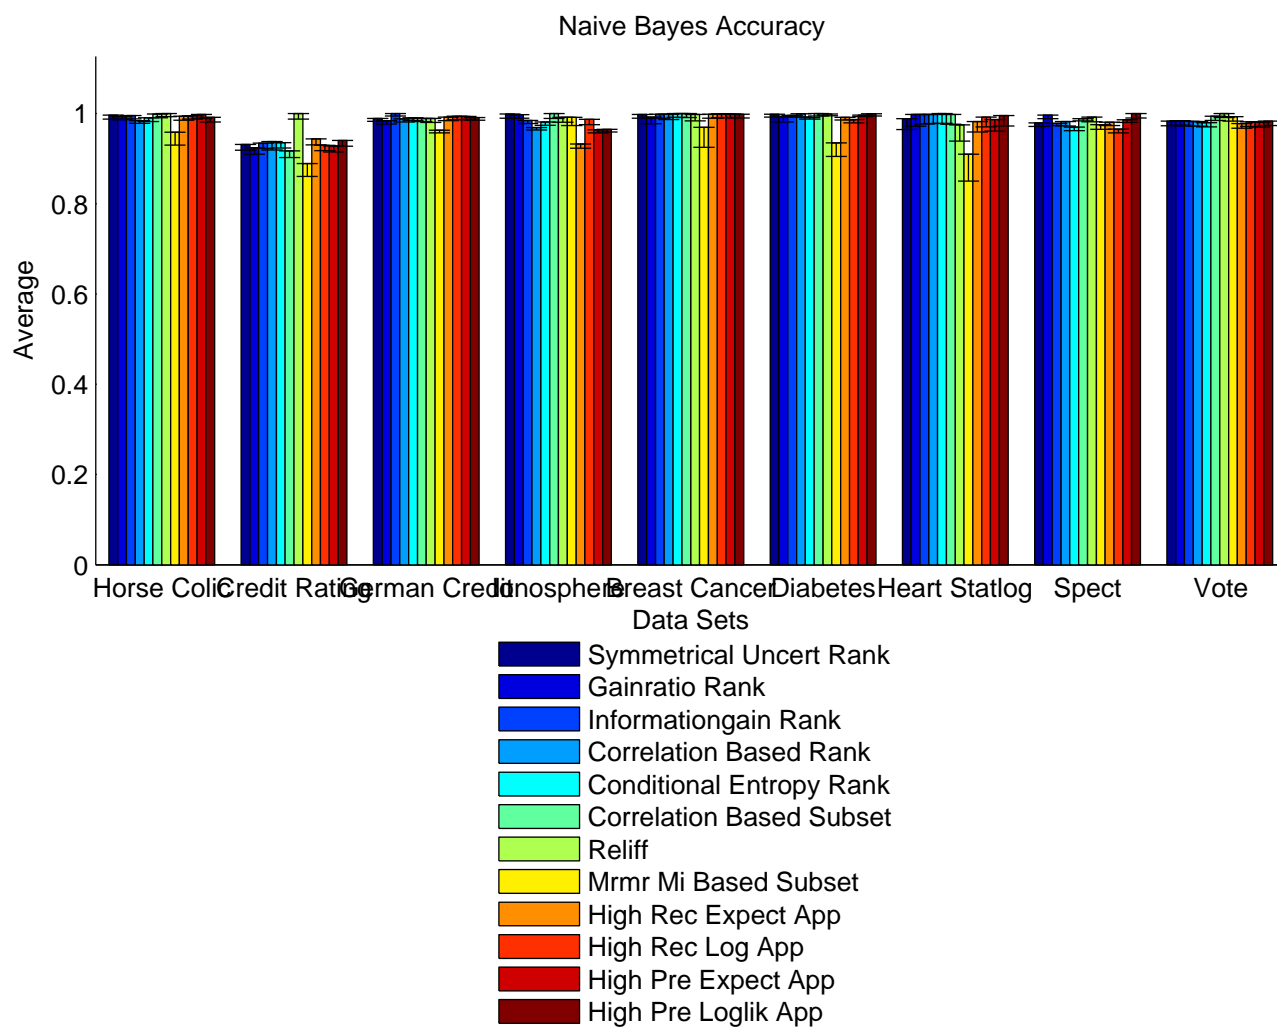 Naive Bayes Accuracy
1
0.8
0.6
0.4
0.2
0
Average
Horse Colic Credit Rating German Credit Ionosphere Breast Cancer Diabetes Heart Statlog Spect Vote
Data Sets
Symmetrical Uncert Rank
Gainratio Rank
Informationgain Rank
Correlation Based Rank
Conditional Entropy Rank
Correlation Based Subset
Reliff
Mrmr Mi Based Subset
High Rec Expect App
High Rec Log App
High Pre Expect App
High Pre Loglik App